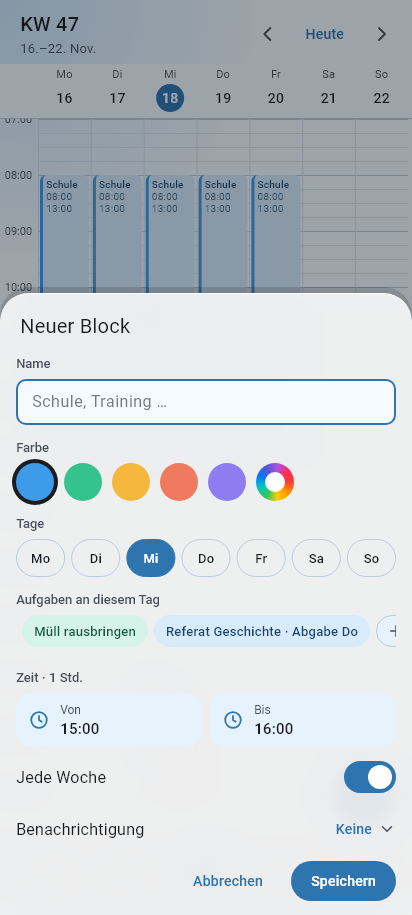 KW 47
16.–22. Nov.
Heute
Mo Di Mi Do Fr Sa So
16 17 18 19 20 21 22
07:00
08:00
Schule Schule Schule Schule Schule
08:00 08:00 08:00 08:00 08:00
13:00 13:00 13:00 13:00 13:00
09:00
10:00
Neuer Block
Name
Schule, Training …
Farbe
Tage
Mo Di Mi Do Fr Sa So
Aufgaben an diesem Tag
Müll rausbringen Referat Geschichte · Abgabe Do
Zeit · 1 Std.
Von Bis
15:00 16:00
Jede Woche
Benachrichtigung Keine
Abbrechen Speichern